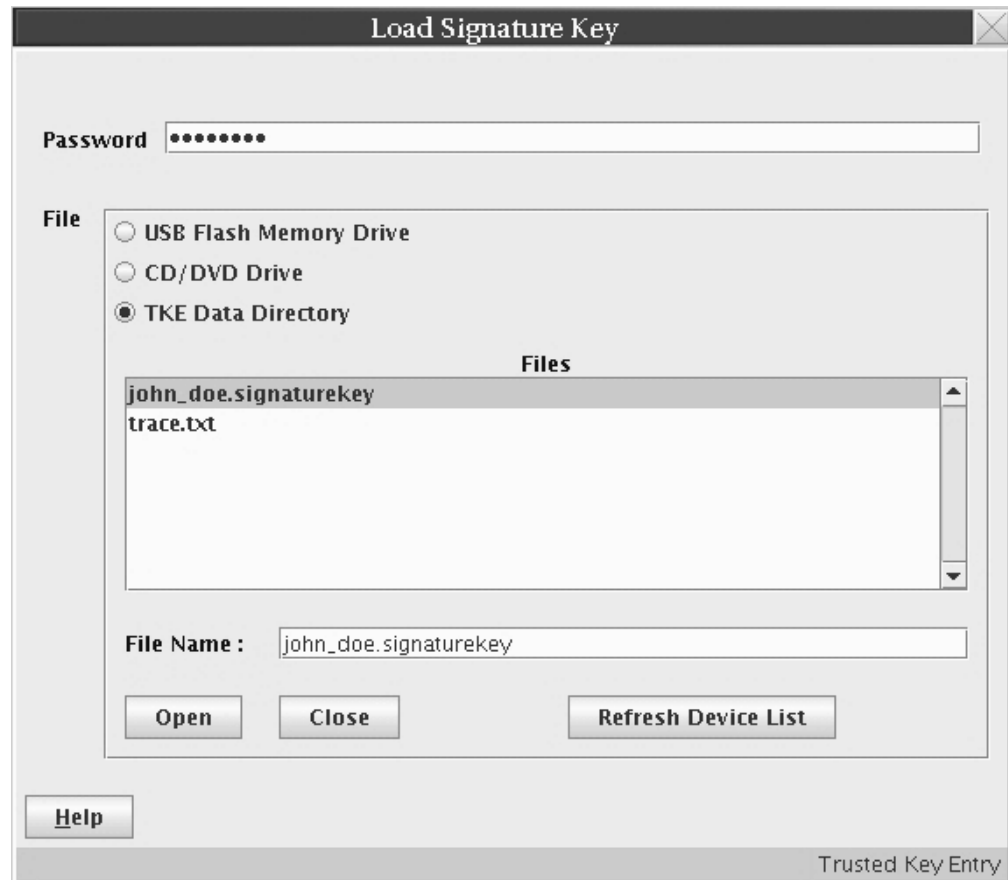 Load Signature Key
Password ••••••••
File
USB Flash Memory Drive
CD/DVD Drive
TKE Data Directory
Files
john_doe.signaturekey
trace.txt
File Name : john_doe.signaturekey
Open Close Refresh Device List
Help
Trusted Key Entry